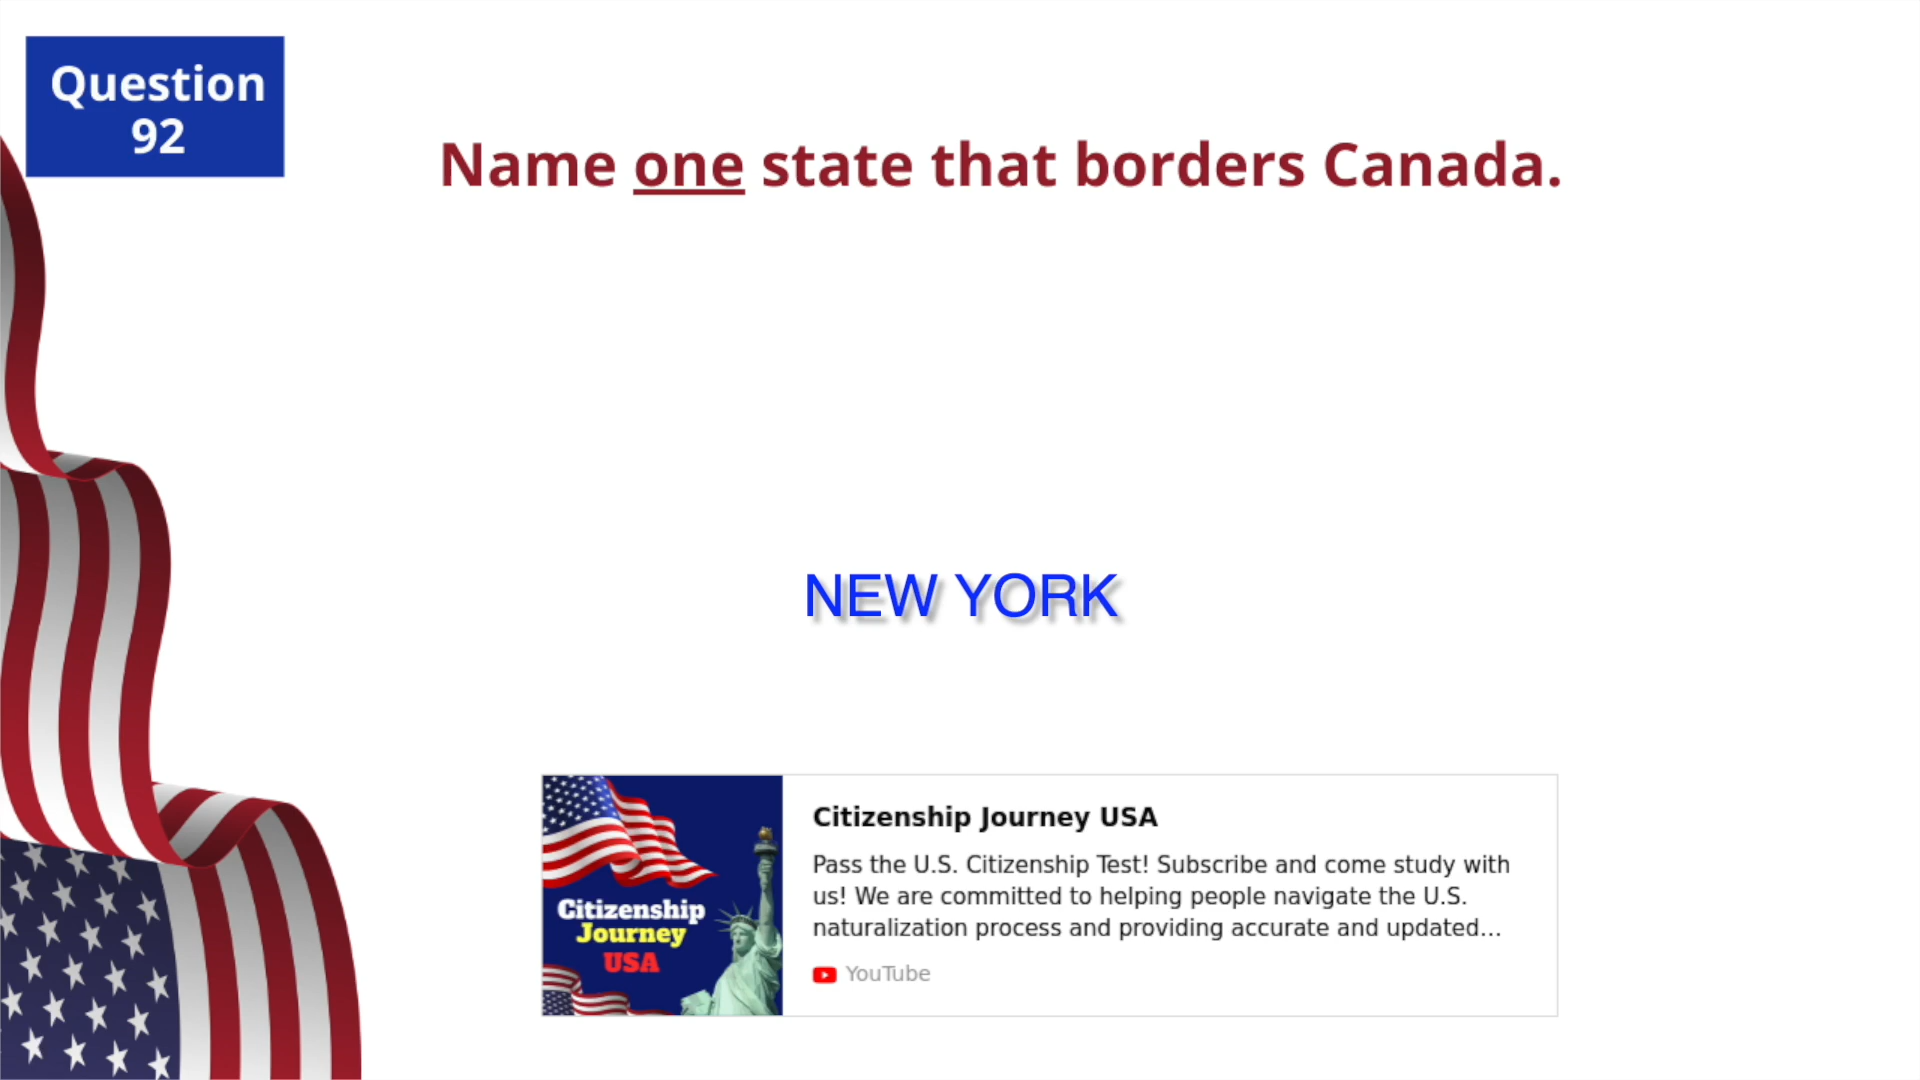 Question
92
Name one state that borders Canada.
NEW YORK
Citizenship
Journey
USA
Citizenship Journey USA
Pass the U.S. Citizenship Test! Subscribe and come study with
us! We are committed to helping people navigate the U.S.
naturalization process and providing accurate and updated...
YouTube